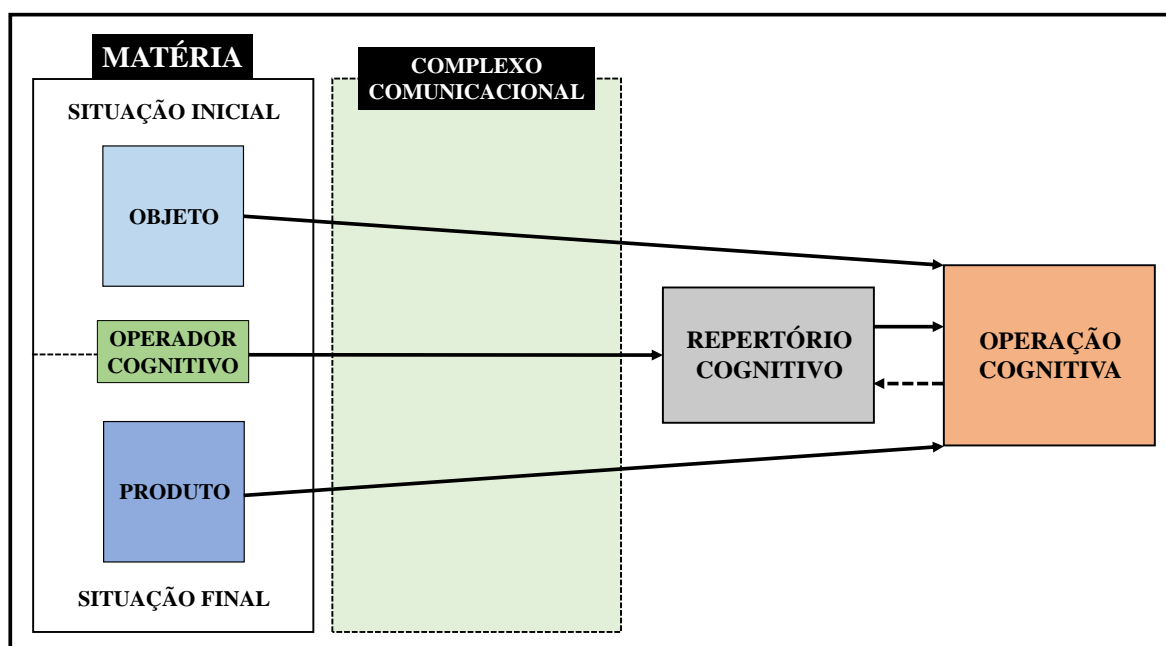 MATÉRIA
SITUAÇÃO INICIAL
OBJETO
OPERADOR
COGNITIVO
PRODUTO
SITUAÇÃO FINAL
COMPLEXO
COMUNICACIONAL
REPERTÓRIO
COGNITIVO
OPERAÇÃO
COGNITIVA